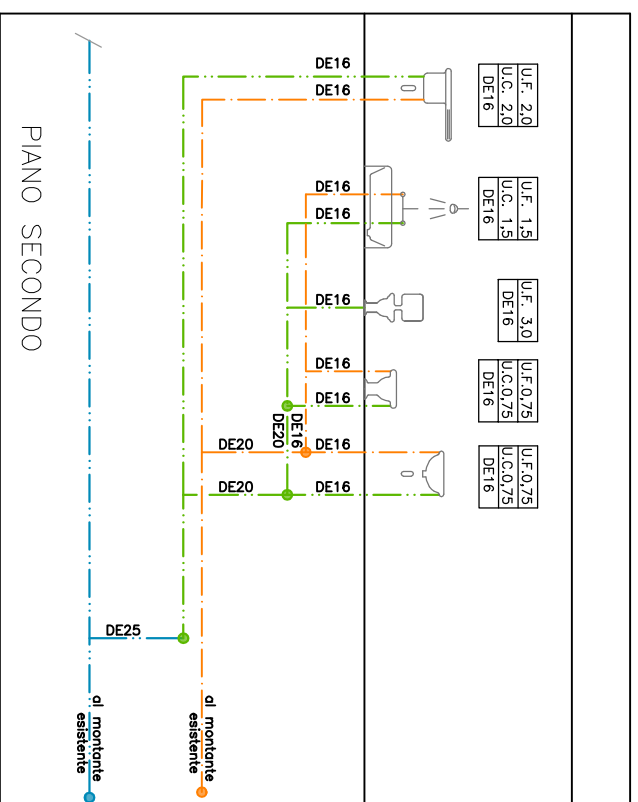 U.F. 2,0
U.C. 2,0
DE16
U.F. 1,5
U.C. 1,5
DE16
U.F. 3,0
DE16
U.F.0,75
U.C.0,75
DE16
U.F.0,75
U.C.0,75
DE16
DE16
DE16
DE16
DE16
DE16
DE16
DE16
DE16
DE20
DE16
DE20
DE16
DE20
DE25
al montante
esistente
al montante
esistente
PIANO SECONDO